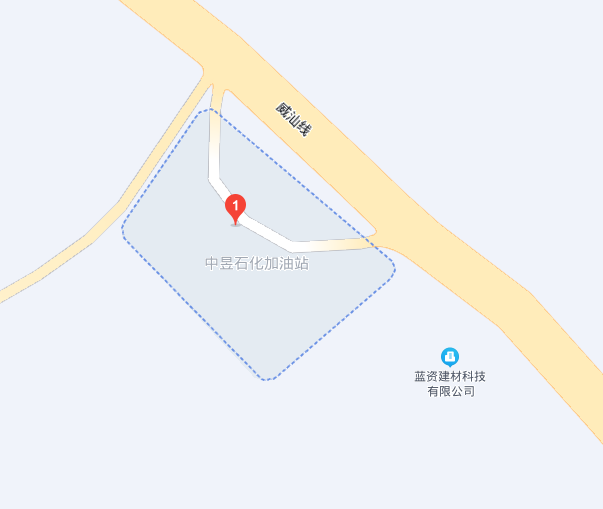 威汕线
1
中昱石化加油站
蓝资建材科技
有限公司